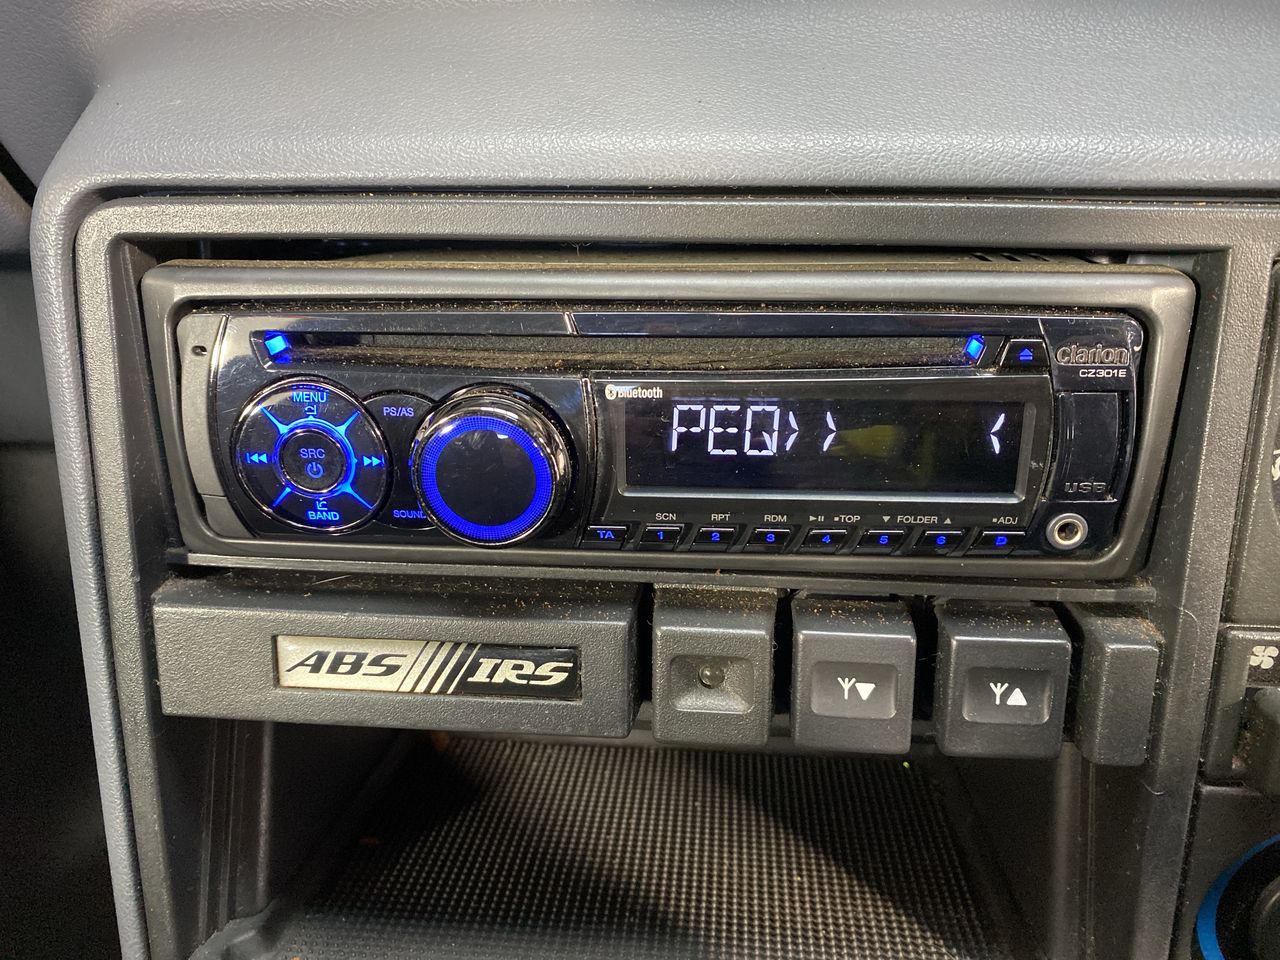 Clarion
CZ301E
Bluetooth
MENU
PS/AS
PEQ>> <
SRC
BAND
SOUND
USB
SCN RPT RDM ▶II ■TOP ▼ FOLDER ▲ ■ADJ
TA 1 2 3 4 5 6 D
ABS IRS